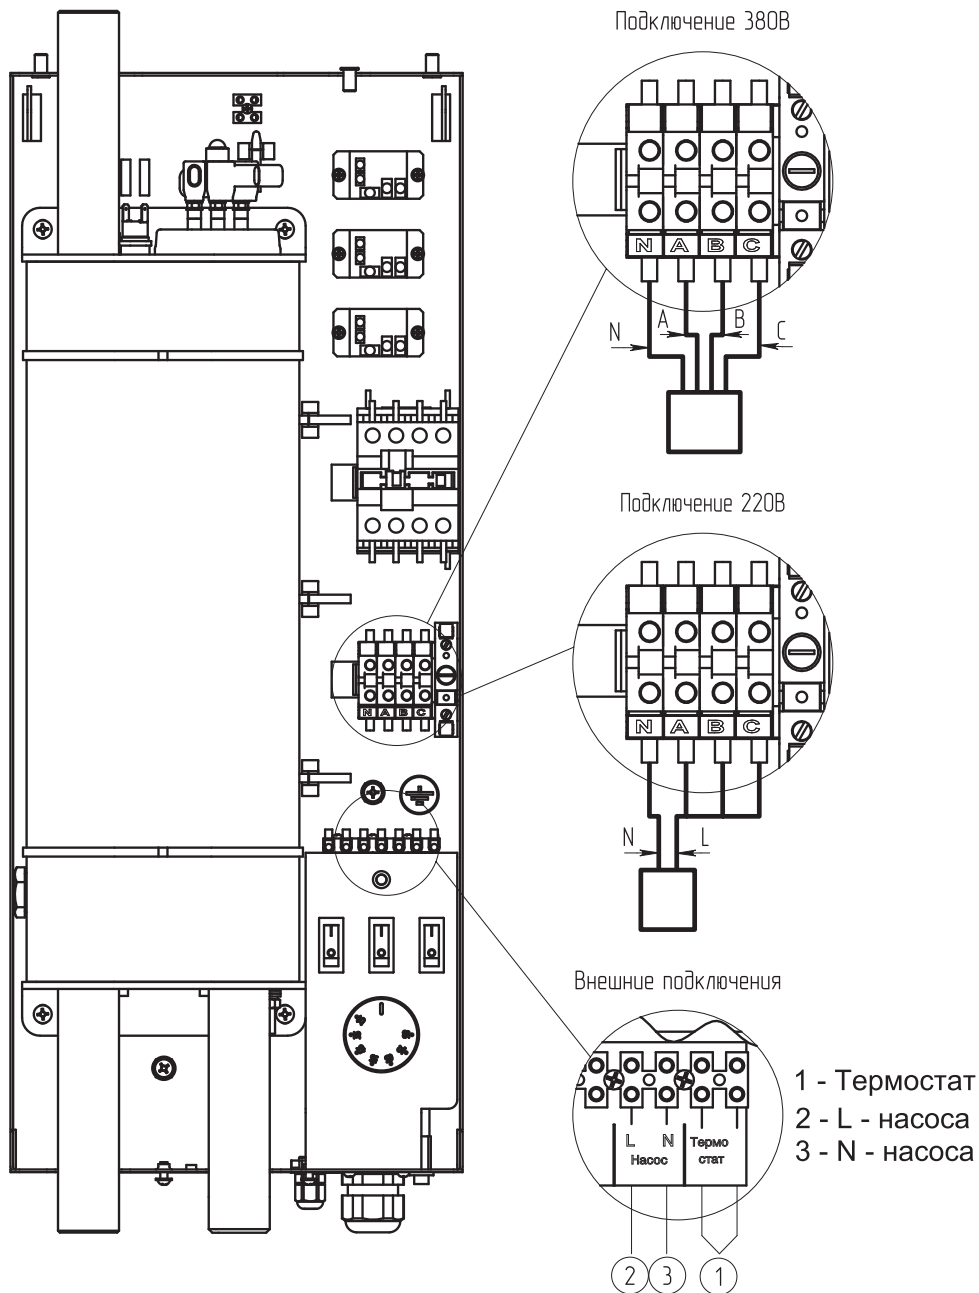 Подключение 380В
N A B C
A B
N C
N A B C
Подключение 220В
N A B C
N L
Внешние подключения
L N Термо
Насос стат
1 - Термостат
2 - L - насоса
3 - N - насоса
2 3 1